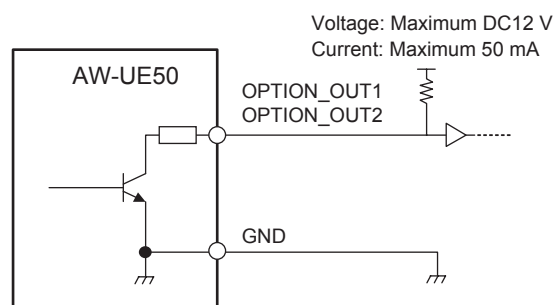 Voltage: Maximum DC12 V
Current: Maximum 50 mA
AW-UE50
OPTION_OUT1
OPTION_OUT2
GND